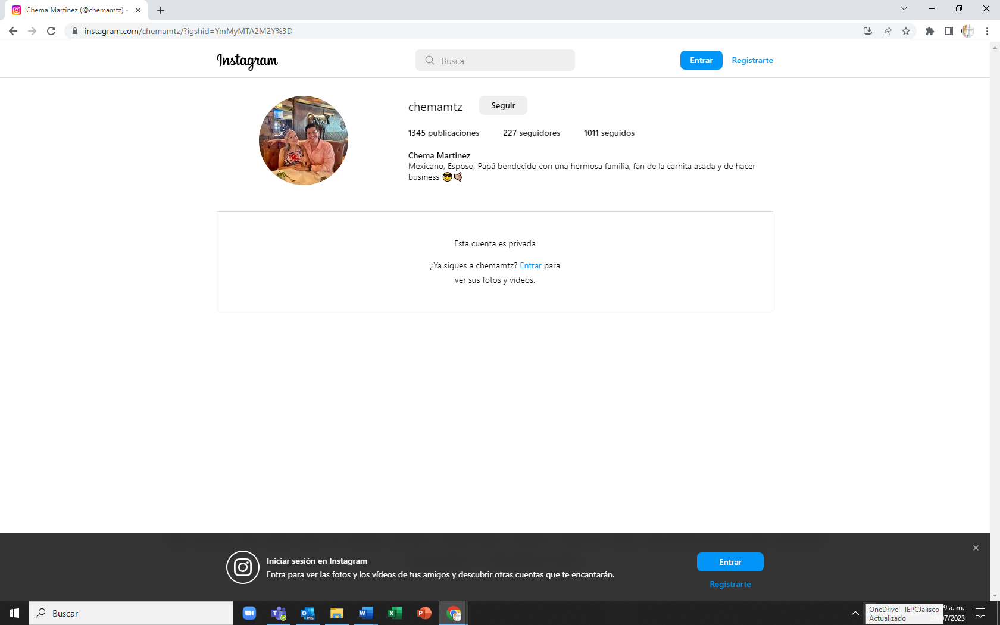 Chema Martinez (@chemamtz) •
instagram.com/chemamtz/?igshid=YmMyMTA2M2Y%3D
Instagram
Busca
Entrar
Registrarte
chemamtz
Seguir
1345 publicaciones
227 seguidores
1011 seguidos
Chema Martinez
Mexicano, Esposo, Papá bendecido con una hermosa familia, fan de la carnita asada y de hacer
business 😎🤙🏼
Esta cuenta es privada
¿Ya sigues a chemamtz? Entrar para
ver sus fotos y vídeos.
Iniciar sesión en Instagram
Entra para ver las fotos y los vídeos de tus amigos y descubrir otras cuentas que te encantarán.
Entrar
Registrarte
Buscar
OneDrive - IEPCJalisco
Actualizado
9 a. m.
/07/2023